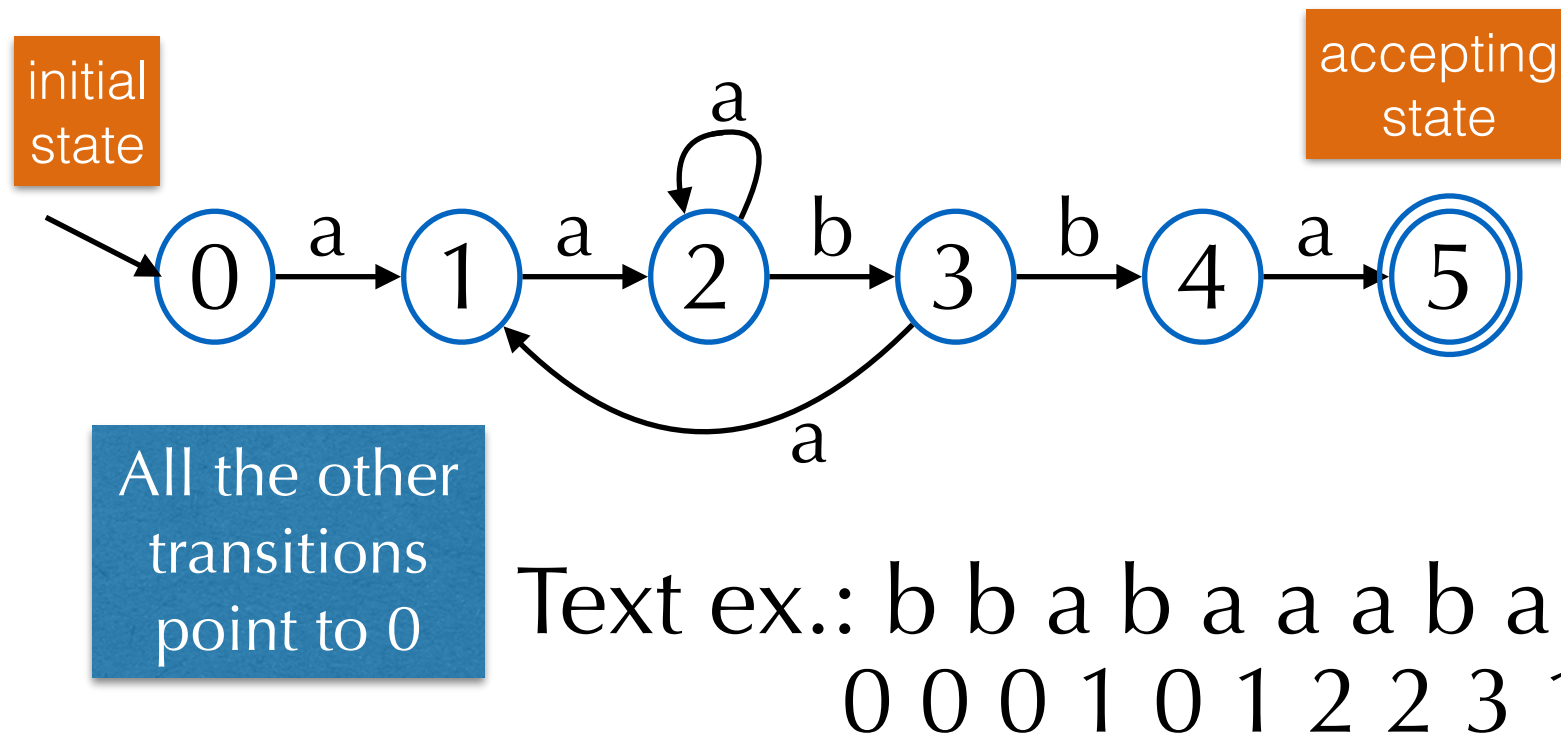 initial
state
accepting
state
a
a
a
b
b
a
0
1
2
3
4
5
a
All the other
transitions
point to 0
Text ex.: b b a b a a a b a
0 0 0 1 0 1 2 2 3